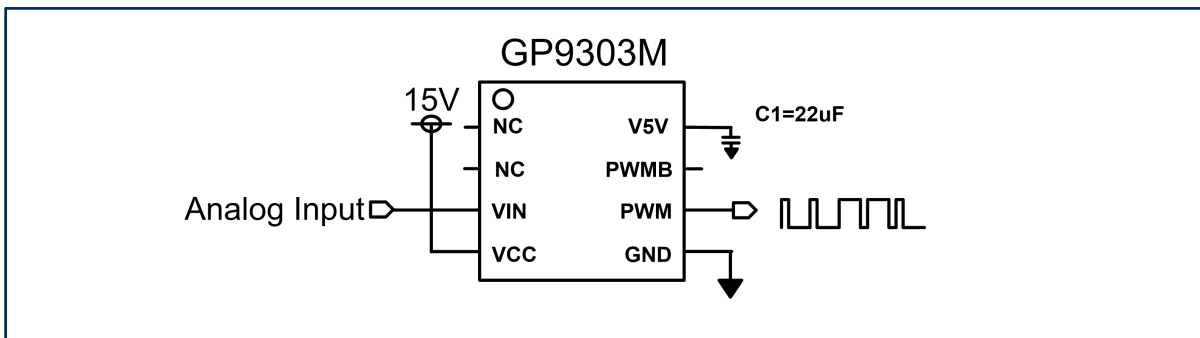 GP9303M
15V
NC
V5V
C1=22uF
NC
PWMB
Analog Input
VIN
PWM
VCC
GND